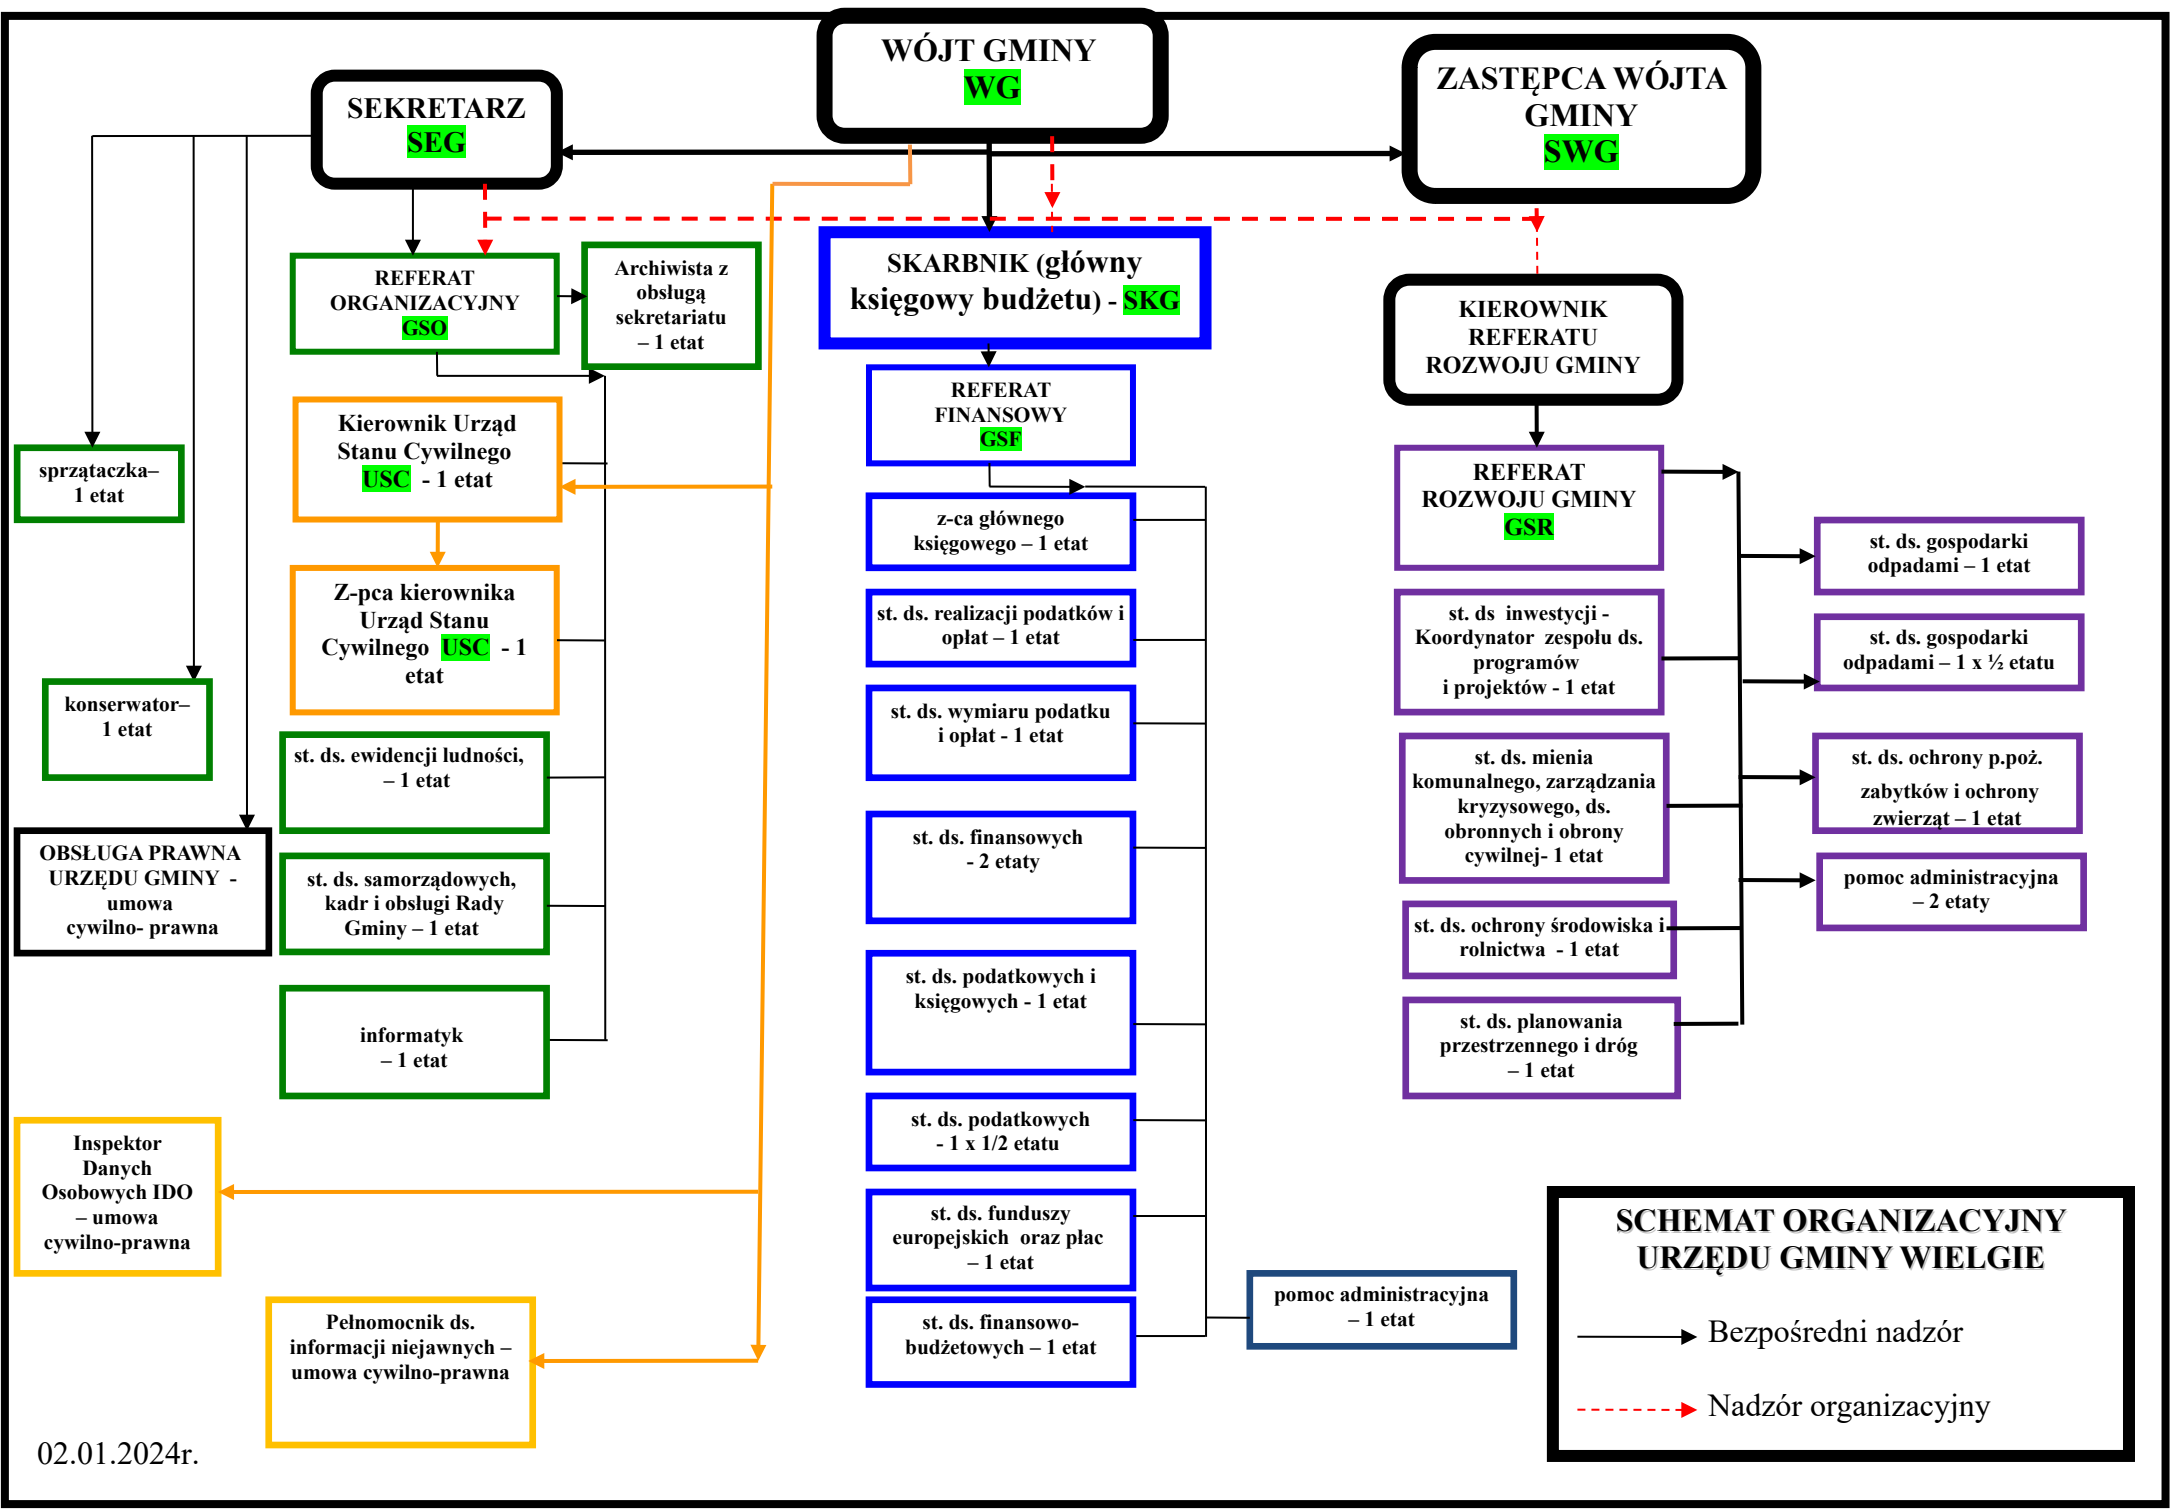 WÓJT GMINY
WG
SEKRETARZ
SEG
ZASTĘPCA WÓJTA
GMINY
SWG
REFERAT
ORGANIZACYJNY
GSO
Archiwista z
obsługą
sekretariatu
– 1 etat
SKARBNIK (główny
księgowy budżetu) - SKG
KIEROWNIK
REFERATU
ROZWOJU GMINY
sprzątaczka–
1 etat
konserwator–
1 etat
OBSŁUGA PRAWNA
URZĘDU GMINY -
umowa
cywilno- prawna
Kierownik Urząd
Stanu Cywilnego
USC - 1 etat
Z-pca kierownika
Urząd Stanu
Cywilnego USC - 1
etat
st. ds. ewidencji ludności,
– 1 etat
st. ds. samorządowych,
kadr i obsługi Rady
Gminy – 1 etat
informatyk
– 1 etat
Inspektor
Danych
Osobowych IDO
– umowa
cywilno-prawna
Pełnomocnik ds.
informacji niejawnych –
umowa cywilno-prawna
REFERAT
FINANSOWY
GSF
z-ca głównego
księgowego – 1 etat
st. ds. realizacji podatków i
opłat – 1 etat
st. ds. wymiaru podatku
i opłat - 1 etat
st. ds. finansowych
- 2 etaty
st. ds. podatkowych i
księgowych - 1 etat
st. ds. podatkowych
- 1 x 1/2 etatu
st. ds. funduszy
europejskich oraz płac
– 1 etat
st. ds. finansowo-
budżetowych – 1 etat
pomoc administracyjna
– 1 etat
REFERAT
ROZWOJU GMINY
GSR
st. ds inwestycji -
Koordynator zespołu ds.
programów
i projektów - 1 etat
st. ds. mienia
komunalnego, zarządzania
kryzysowego, ds.
obronnych i obrony
cywilnej- 1 etat
st. ds. ochrony środowiska i
rolnictwa - 1 etat
st. ds. planowania
przestrzennego i dróg
– 1 etat
st. ds. gospodarki
odpadami – 1 etat
st. ds. gospodarki
odpadami – 1 x ½ etatu
st. ds. ochrony p.poż.
zabytków i ochrony
zwierząt – 1 etat
pomoc administracyjna
– 2 etaty
SCHEMAT ORGANIZACYJNY
URZĘDU GMINY WIELGIE
Bezpośredni nadzór
Nadzór organizacyjny
02.01.2024r.